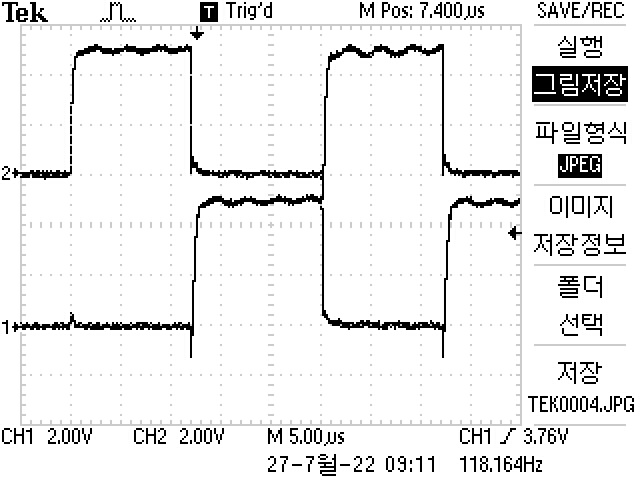 Tek T Trig'd M Pos: 7.400µs SAVE/REC
실행
그림저장
파일형식
JPEG
2
이미지
저장정보
폴더
1
선택
저장
TEK0004.JPG
CH1 2.00V CH2 2.00V M 5.00µs CH1 3.76V
27-7월-22 09:11 118.164Hz